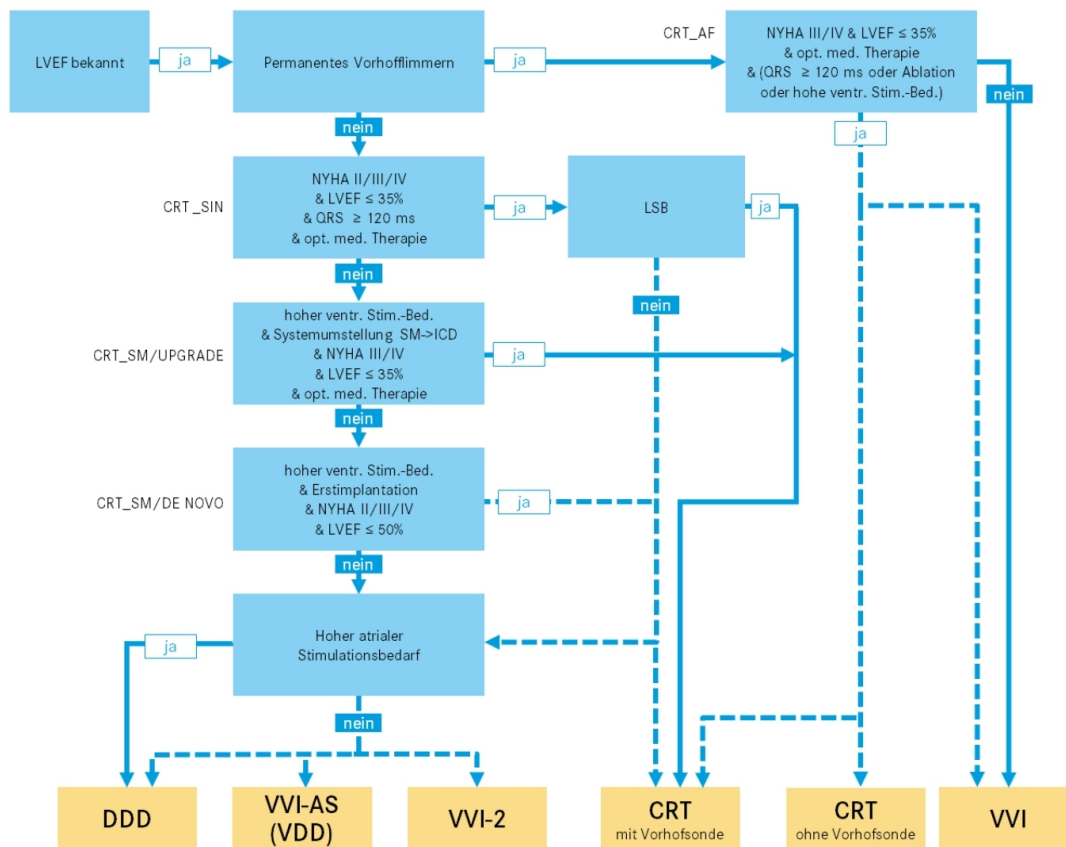 LVEF bekannt
ja
Permanentes Vorhofflimmern
ja
CRT_AF
NYHA III/IV & LVEF ≤ 35%
& opt. med. Therapie
& (QRS ≥ 120 ms oder Ablation
oder hohe ventr. Stim.-Bed.)
nein
nein
ja
CRT_SIN
NYHA II/III/IV
& LVEF ≤ 35%
& QRS ≥ 120 ms
& opt. med. Therapie
ja
LSB
ja
nein
nein
CRT_SM/UPGRADE
hoher ventr. Stim.-Bed.
& Systemumstellung SM->ICD
& NYHA III/IV
& LVEF ≤ 35%
& opt. med. Therapie
ja
nein
CRT_SM/DE NOVO
hoher ventr. Stim.-Bed.
& Erstimplantation
& NYHA II/III/IV
& LVEF ≤ 50%
ja
nein
Hoher atrialer
Stimulationsbedarf
ja
nein
DDD
VVI-AS
(VDD)
VVI-2
CRT
mit Vorhofsonde
CRT
ohne Vorhofsonde
VVI